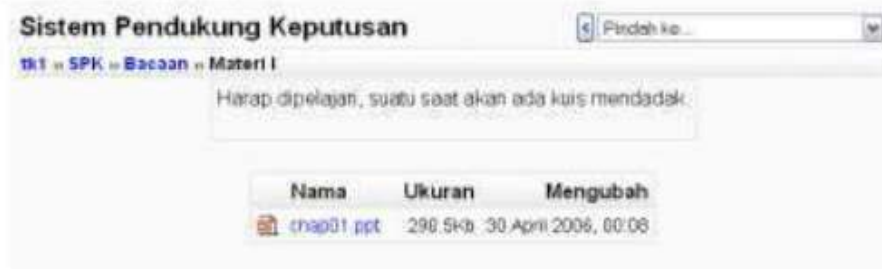 Sistem Pendukung Keputusan
Pindah ke...
tk1 » SPK » Bacaan » Materi I
Harap dipelajari, suatu saat akan ada kuis mendadak.
Nama Ukuran Mengubah
chap01.ppt 290.5Kb 30 April 2006, 00:08